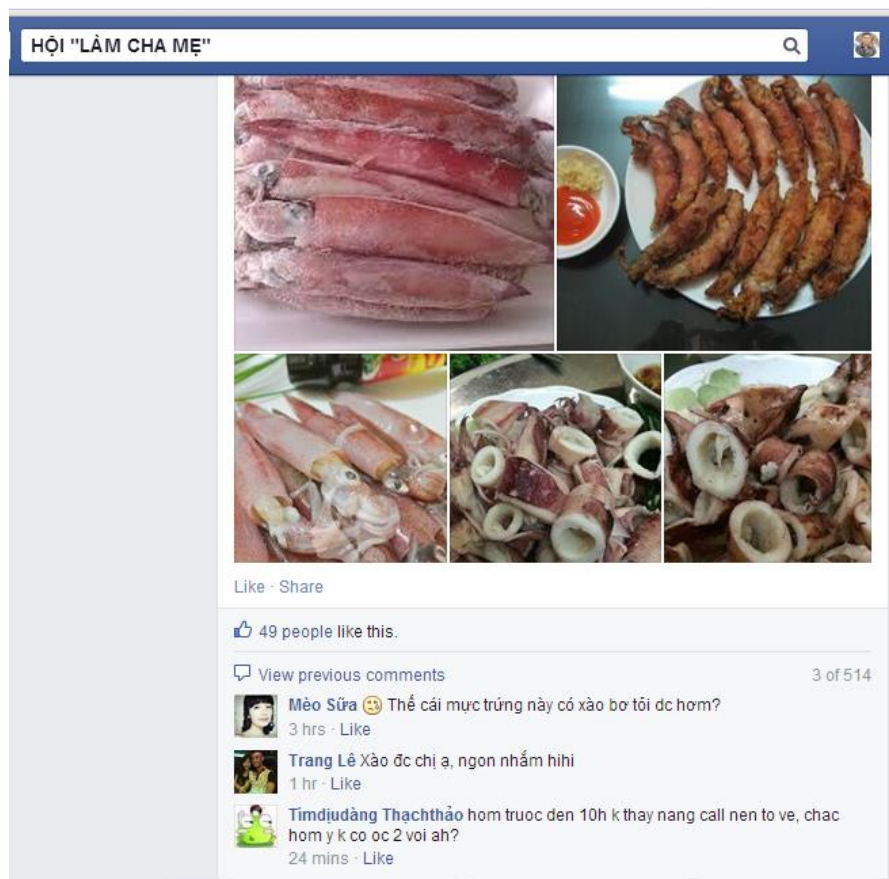 HỘI "LÀM CHA MẸ"
Like · Share
49 people like this.
View previous comments 3 of 514
Mèo Sữa Thế cái mực trứng này có xào bơ tỏi dc hơm?
3 hrs · Like
Trang Lê Xào đc chị ạ, ngon nhắm hihi
1 hr · Like
Tìmdịudàng Thạchthảo hom truoc den 10h k thay nang call nen to ve, chac
hom y k co oc 2 voi ah?
24 mins · Like